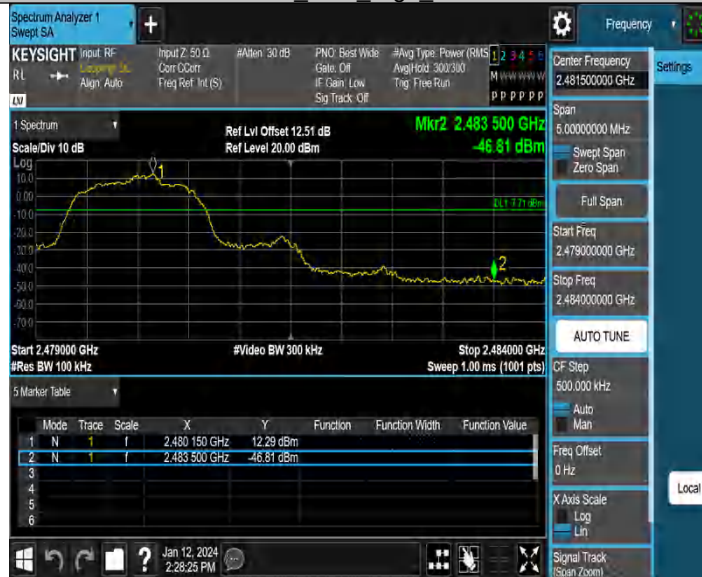 Spectrum Analyzer 1
Swept SA
+
Frequency
KEYSIGHT Input: RF
RL
Align: Auto
Input Z: 50 Ω
Corr CCorr
Freq Ref: Int (S)
#Atten: 30 dB
PNO: Best Wide
Gate: Off
IF Gain: Low
Sig Track: Off
#Avg Type: Power (RMS
Avg|Hold: 300/300
Trig: Free Run
1 2 3 4 5 6
M W W W W W
P P P P P P
LXI
Center Frequency
2.481500000 GHz
Settings
Span
5.00000000 MHz
Swept Span
Zero Span
Full Span
Start Freq
2.479000000 GHz
Stop Freq
2.484000000 GHz
AUTO TUNE
CF Step
500.000 kHz
Auto
Man
Freq Offset
0 Hz
X Axis Scale
Log
Lin
Signal Track
(Span Zoom)
Local
1 Spectrum
Scale/Div 10 dB
Ref Lvl Offset 12.51 dB
Ref Level 20.00 dBm
Mkr2 2.483 500 GHz
-46.81 dBm
Log
10.0
0.00
-10.0
-20.0
-30.0
-50.0
-60.0
-70.0
1
DL1 -7.71 dBm
2
Start 2.479000 GHz
#Video BW 300 kHz
Stop 2.484000 GHz
#Res BW 100 kHz
Sweep 1.00 ms (1001 pts)
5 Marker Table
Mode Trace Scale X Y Function Function Width Function Value
1 N 1 f 2.480 150 GHz 12.29 dBm
2 N 1 f 2.483 500 GHz -46.81 dBm
3
4
5
6
?
Jan 12, 2024
2:28:25 PM